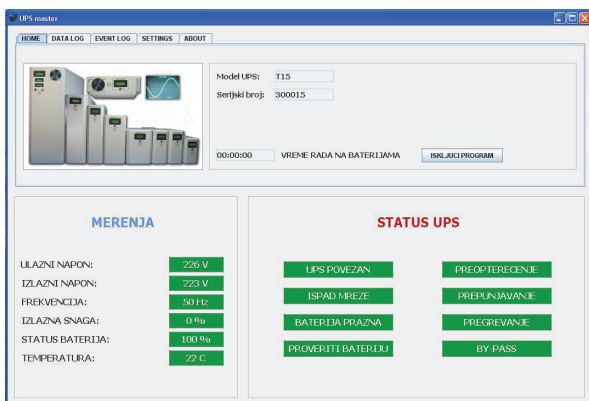 UPS master
HOME DATA LOG EVENT LOG SETTINGS ABOUT
Model UPS: T15
Serijski broj: 300015
00:00:00 VREME RADA NA BATERIJAMA ISKLJUCI PROGRAM
MERENJA
ULAZNI NAPON: 226 V
IZLAZNI NAPON: 223 V
FREKVENCIJA: 50 Hz
IZLAZNA SNAGA: 0 %
STATUS BATERIJA: 100 %
TEMPERATURA: 22 C
STATUS UPS
UPS POVEZAN PREOPTERECENJE
ISPAD MREZE PREPUNJAVANJE
BATERIJA PRAZNA PREGREVANJE
PROVERITI BATERIJU BY-PASS